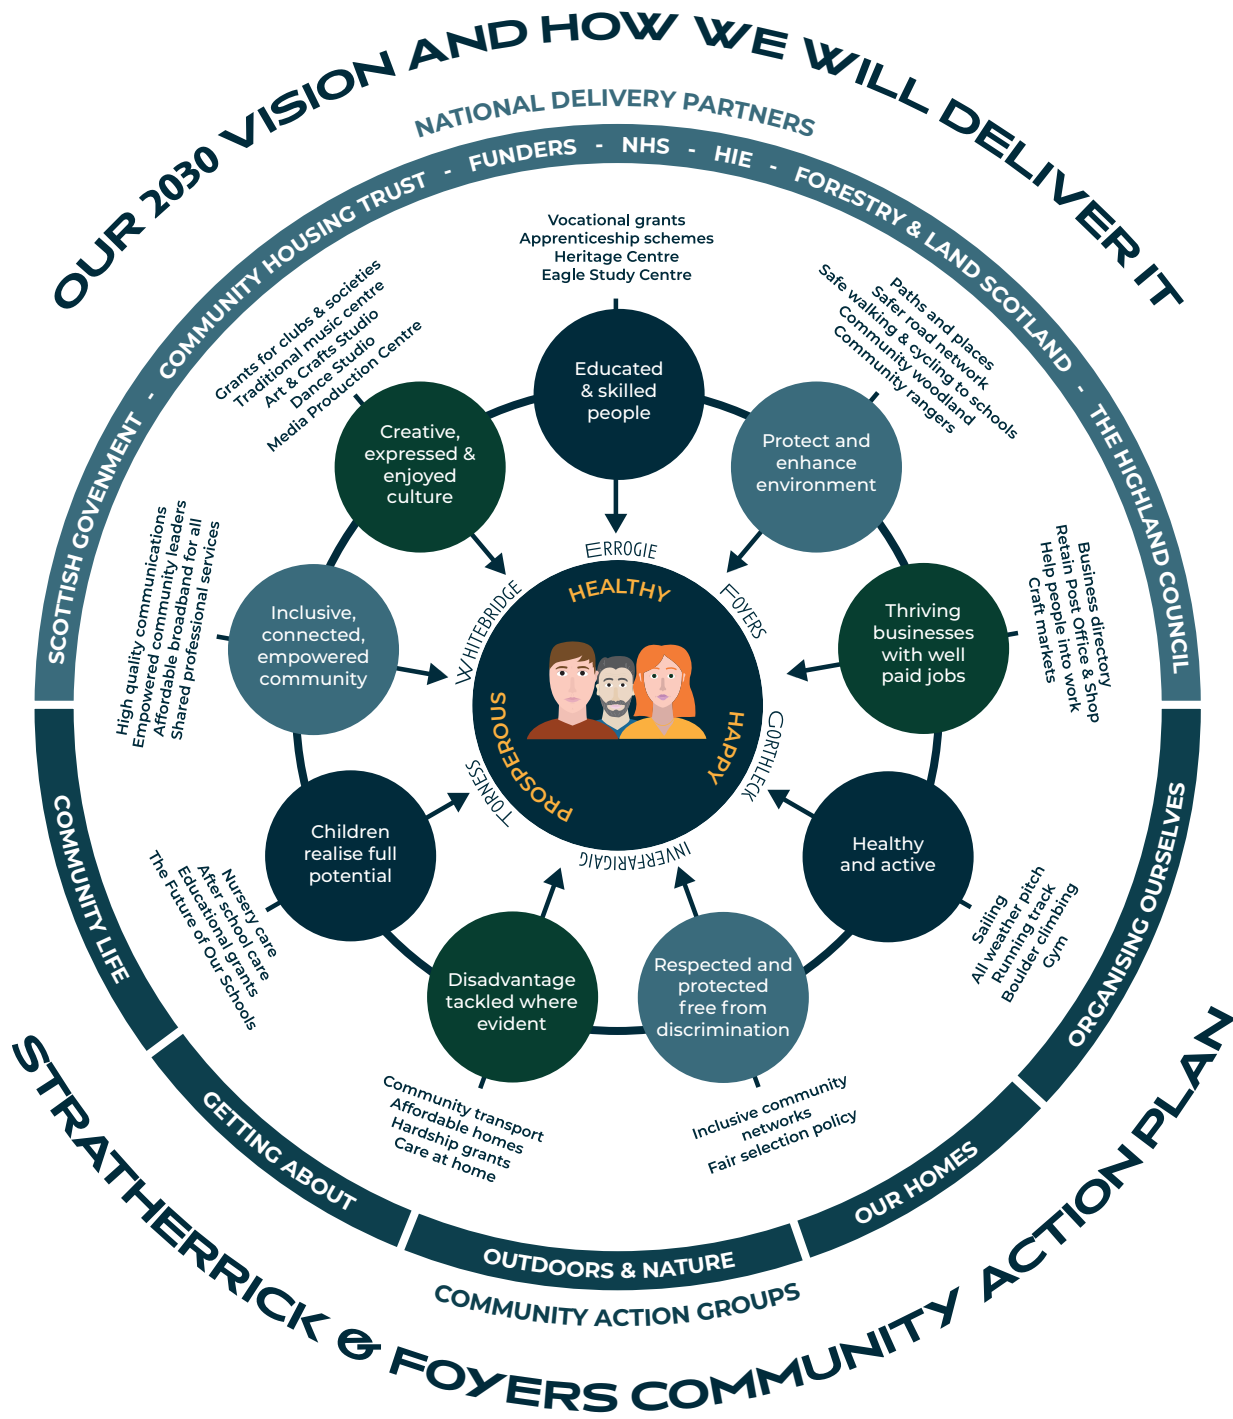 OUR 2030 VISION AND HOW WE WILL DELIVER IT
NATIONAL DELIVERY PARTNERS
SCOTTISH GOVENMENT - COMMUNITY HOUSING TRUST - FUNDERS - NHS - HIE - FORESTRY & LAND SCOTLAND - THE HIGHLAND COUNCIL
Vocational grants
Apprenticeship schemes
Heritage Centre
Eagle Study Centre
Educated
& skilled
people
Paths and places
Safer road network
Safe walking & cycling to schools
Community woodland
Community rangers
Protect and
enhance
environment
Business directory
Retain Post Office & Shop
Help people into work
Craft markets
Thriving
businesses
with well
paid jobs
Sailing
All weather pitch
Running track
Boulder climbing
Gym
Healthy
and active
Inclusive community
networks
Fair selection policy
Respected and
protected
free from
discrimination
Community transport
Affordable homes
Hardship grants
Care at home
Disadvantage
tackled where
evident
Nursery care
After school care
Educational grants
The Future of Our Schools
Children
realise full
potential
High quality communications
Empowered community leaders
Affordable broadband for all
Shared professional services
Inclusive,
connected,
empowered
community
Grants for clubs & societies
Traditional music centre
Art & Crafts Studio
Dance Studio
Media Production Centre
Creative,
expressed &
enjoyed
culture
ERROGIE
FOYERS
GORTHLECK
INVERFARIGAIG
TORNESS
WHITEBRIDGE
HEALTHY
HAPPY
PROSPEROUS
COMMUNITY LIFE
GETTING ABOUT
OUTDOORS & NATURE
OUR HOMES
ORGANISING OURSELVES
COMMUNITY ACTION GROUPS
STRATHERRICK & FOYERS COMMUNITY ACTION PLAN